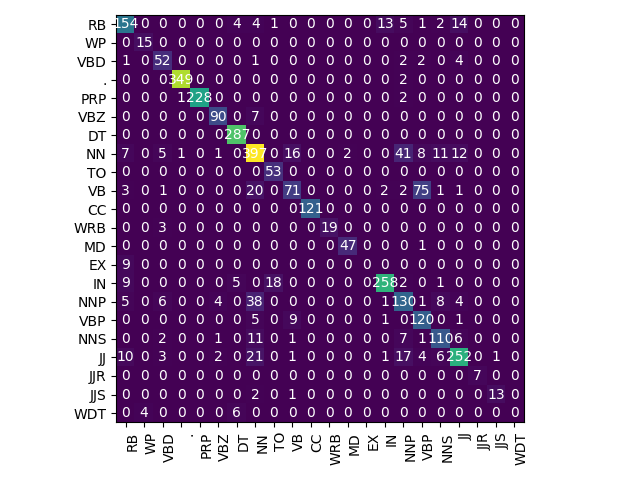 RB 154 0 0 0 0 0 4 4 1 0 0 0 0 0 13 5 1 2 14 0 0 0
WP 0 15 0 0 0 0 0 0 0 0 0 0 0 0 0 0 0 0 0 0 0 0
VBD 1 0 52 0 0 0 0 1 0 0 0 0 0 0 0 2 2 0 4 0 0 0
. 0 0 0 349 0 0 0 0 0 0 0 0 0 0 0 2 0 0 0 0 0 0
PRP 0 0 0 1 228 0 0 0 0 0 0 0 0 0 0 2 0 0 0 0 0 0
VBZ 0 0 0 0 0 90 0 7 0 0 0 0 0 0 0 0 0 0 0 0 0 0
DT 0 0 0 0 0 0 287 0 0 0 0 0 0 0 0 0 0 0 0 0 0 0
NN 7 0 5 1 0 1 0 397 0 16 0 0 2 0 0 41 8 11 12 0 0 0
TO 0 0 0 0 0 0 0 0 53 0 0 0 0 0 0 0 0 0 0 0 0 0
VB 3 0 1 0 0 0 0 20 0 71 0 0 0 0 2 2 75 1 1 0 0 0
CC 0 0 0 0 0 0 0 0 0 0 121 0 0 0 0 0 0 0 0 0 0 0
WRB 0 0 3 0 0 0 0 0 0 0 0 19 0 0 0 0 0 0 0 0 0 0
MD 0 0 0 0 0 0 0 0 0 0 0 0 47 0 0 0 1 0 0 0 0 0
EX 9 0 0 0 0 0 0 0 0 0 0 0 0 0 0 0 0 0 0 0 0 0
IN 9 0 0 0 0 0 5 0 18 0 0 0 0 0 258 2 0 1 0 0 0 0
NNP 5 0 6 0 0 4 0 38 0 0 0 0 0 0 1 130 1 8 4 0 0 0
VBP 0 0 0 0 0 0 0 5 0 9 0 0 0 0 1 0 120 0 1 0 0 0
NNS 0 0 2 0 0 1 0 11 0 1 0 0 0 0 0 7 1 110 6 0 0 0
JJ 10 0 3 0 0 2 0 21 0 1 0 0 0 0 1 17 4 6 252 0 1 0
JJR 0 0 0 0 0 0 0 0 0 0 0 0 0 0 0 0 0 0 0 7 0 0
JJS 0 0 0 0 0 0 0 2 0 1 0 0 0 0 0 0 0 0 0 0 13 0
WDT 0 4 0 0 0 0 6 0 0 0 0 0 0 0 0 0 0 0 0 0 0 0
RB WP VBD . PRP VBZ DT NN TO VB CC WRB MD EX IN NNP VBP NNS JJ JJR JJS WDT